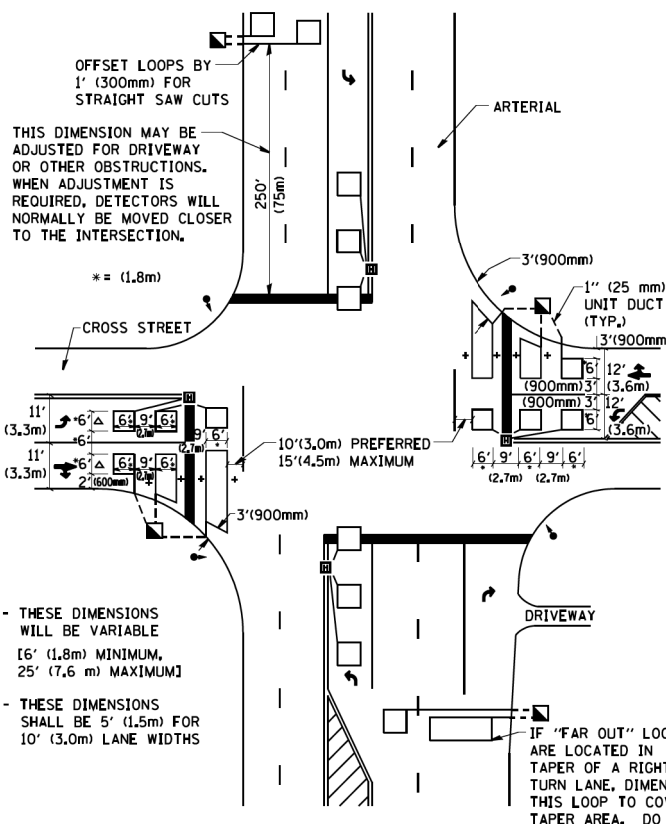 OFFSET LOOPS BY
1' (300mm) FOR
STRAIGHT SAW CUTS
ARTERIAL
THIS DIMENSION MAY BE
ADJUSTED FOR DRIVEWAY
OR OTHER OBSTRUCTIONS.
WHEN ADJUSTMENT IS
REQUIRED, DETECTORS WILL
NORMALLY BE MOVED CLOSER
TO THE INTERSECTION.
250'
(75m)
* = (1.8m)
3'(900mm)
1" (25 mm)
UNIT DUCT
(TYP.)
CROSS STREET
3'(900mm
*6' 12'
(900mm)3' (3.6m)
(900mm)3' 12'
*6' (3.6m)
6' 9' 6' 9' 6'
* * *
(2.7m) (2.7m)
11'
(3.3m)
*6' 6' 9' 6'
(2.7m)
*6'
9' 6'
(2.7m) *
11'
(3.3m)
*6' 6' 9' 6'
(2.7m)
2' (600mm)
10'(3.0m) PREFERRED
15'(4.5m) MAXIMUM
3'(900mm)
H
H
H
H
- THESE DIMENSIONS
WILL BE VARIABLE
[6' (1.8m) MINIMUM,
25' (7.6 m) MAXIMUM]
- THESE DIMENSIONS
SHALL BE 5' (1.5m) FOR
10' (3.0m) LANE WIDTHS
DRIVEWAY
IF "FAR OUT" LOO
ARE LOCATED IN
TAPER OF A RIGHT
TURN LANE, DIMEN
THIS LOOP TO COV
TAPER AREA. DO